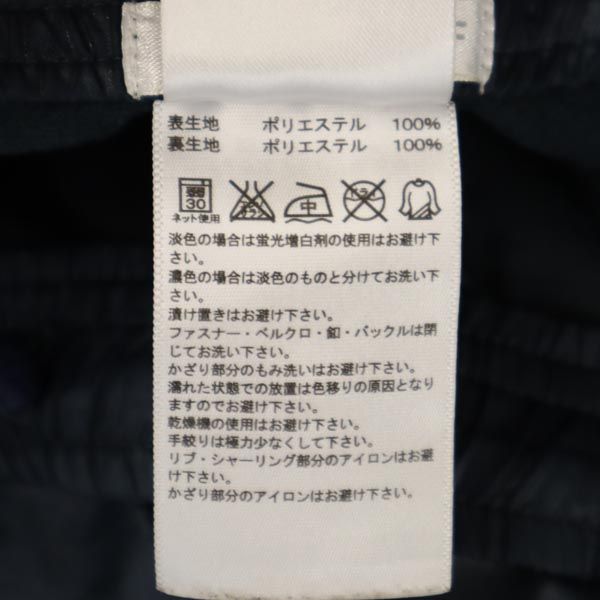 表生地 ポリエステル 100%
裏生地 ポリエステル 100%
30 中
ネット使用
淡色の場合は蛍光増白剤の使用はお避け下
さい。
濃色の場合は淡色のものと分けてお洗い下
さい。
漬け置きはお避け下さい。
ファスナー・ベルクロ・釦・バックルは閉
じてお洗い下さい。
かざり部分のもみ洗いはお避け下さい。
濡れた状態での放置は色移りの原因となり
ますのでお避け下さい。
乾燥機の使用はお避け下さい。
手絞りは極力少なくして下さい。
リブ・シャーリング部分のアイロンはお避
け下さい。
かざり部分のアイロンはお避け下さい。